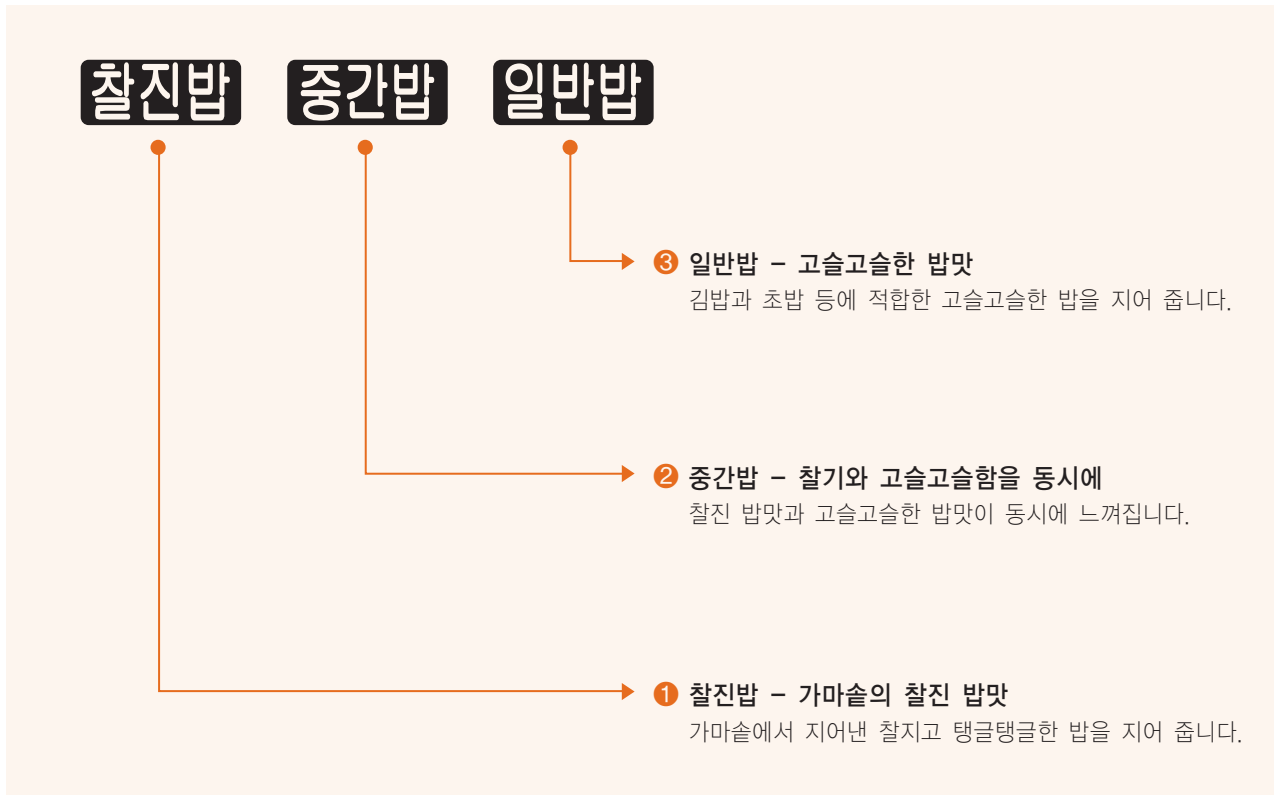 찰진밥 중간밥 일반밥
❸ 일반밥 - 고슬고슬한 밥맛
김밥과 초밥 등에 적합한 고슬고슬한 밥을 지어 줍니다.
❷ 중간밥 - 찰기와 고슬고슬함을 동시에
찰진 밥맛과 고슬고슬한 밥맛이 동시에 느껴집니다.
❶ 찰진밥 - 가마솥의 찰진 밥맛
가마솥에서 지어낸 찰지고 탱글탱글한 밥을 지어 줍니다.